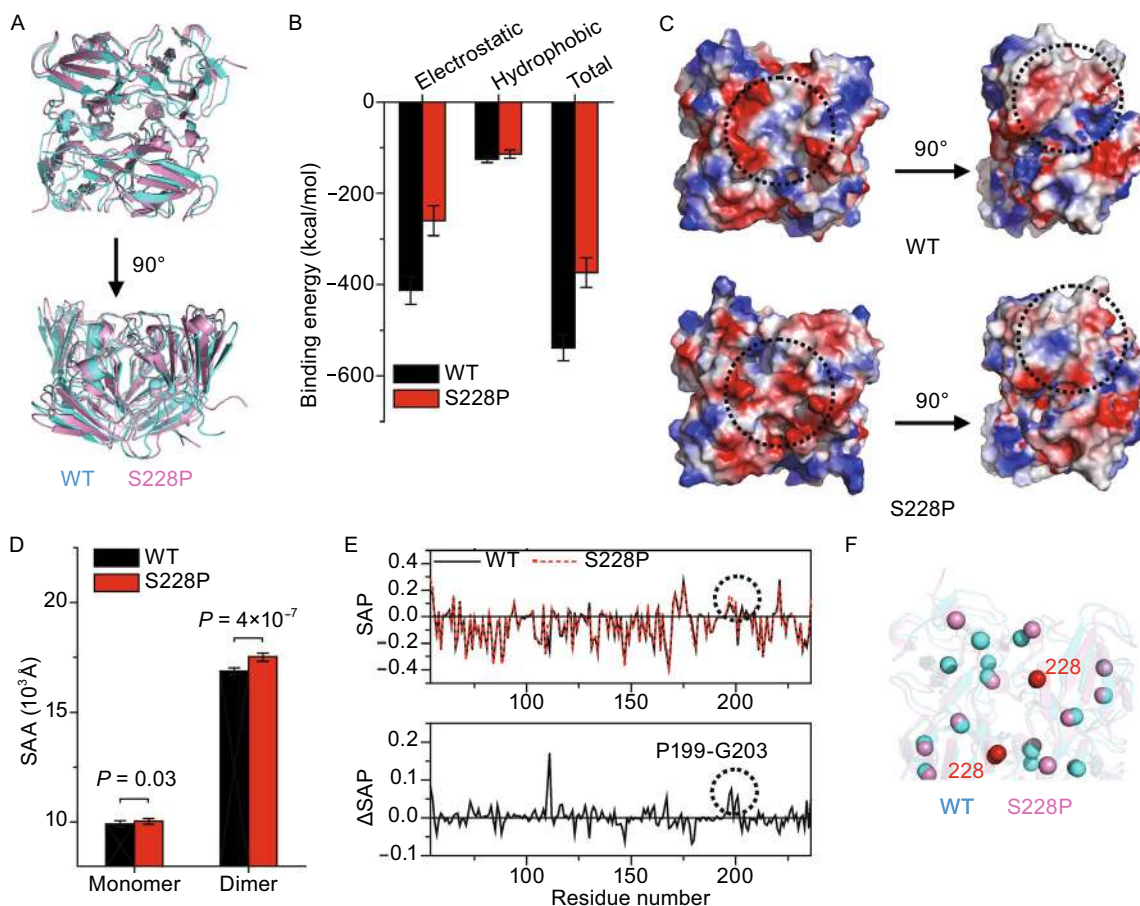 A
90°
WT S228P
B
Electrostatic
Hydrophobic
Total
0
−200
−400
−600
Binding energy (kcal/mol)
WT
S228P
C
90°
WT
90°
S228P
D
WT
S228P
20
15
10
SAA (10³Å)
P = 4×10⁻⁷
P = 0.03
Monomer Dimer
E
WT S228P
0.4
0.2
0.0
−0.2
−0.4
SAP
100 150 200
0.2
0.1
0.0
−0.1
ΔSAP
P199-G203
100 150 200
Residue number
F
228
228
WT S228P